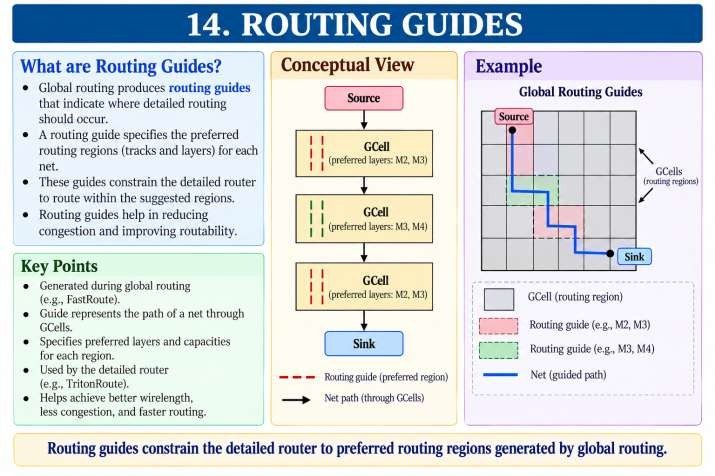 14. ROUTING GUIDES
What are Routing Guides?
• Global routing produces routing guides
that indicate where detailed routing
should occur.
• A routing guide specifies the preferred
routing regions (tracks and layers) for each
net.
• These guides constrain the detailed router
to route within the suggested regions.
• Routing guides help in reducing
congestion and improving routability.
Key Points
• Generated during global routing
(e.g., FastRoute).
• Guide represents the path of a net through
GCells.
• Specifies preferred layers and capacities
for each region.
• Used by the detailed router
(e.g., TritonRoute).
• Helps achieve better wirelength,
less congestion, and faster routing.
Conceptual View
Source
GCell
(preferred layers: M2, M3)
GCell
(preferred layers: M3, M4)
GCell
(preferred layers: M2, M3)
Sink
Routing guide (preferred region)
Net path (through GCells)
Example
Global Routing Guides
Source
GCells
(routing regions)
Sink
GCell (routing region)
Routing guide (e.g., M2, M3)
Routing guide (e.g., M3, M4)
Net (guided path)
Routing guides constrain the detailed router to preferred routing regions generated by global routing.